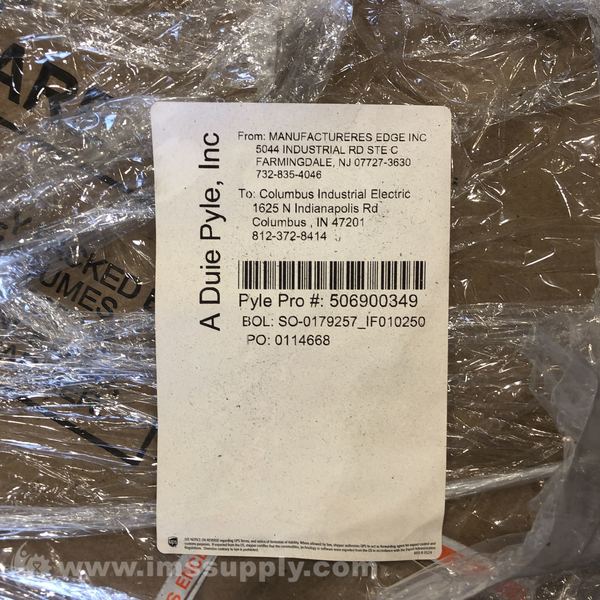 A Duie Pyle, Inc
From: MANUFACTURERES EDGE INC
5044 INDUSTRIAL RD STE C
FARMINGDALE, NJ 07727-3630
732-835-4046
To: Columbus Industrial Electric
1625 N Indianapolis Rd
Columbus , IN 47201
812-372-8414
Pyle Pro #: 506900349
BOL: SO-0179257_IF010250
PO: 0114668
www.imssupply.com